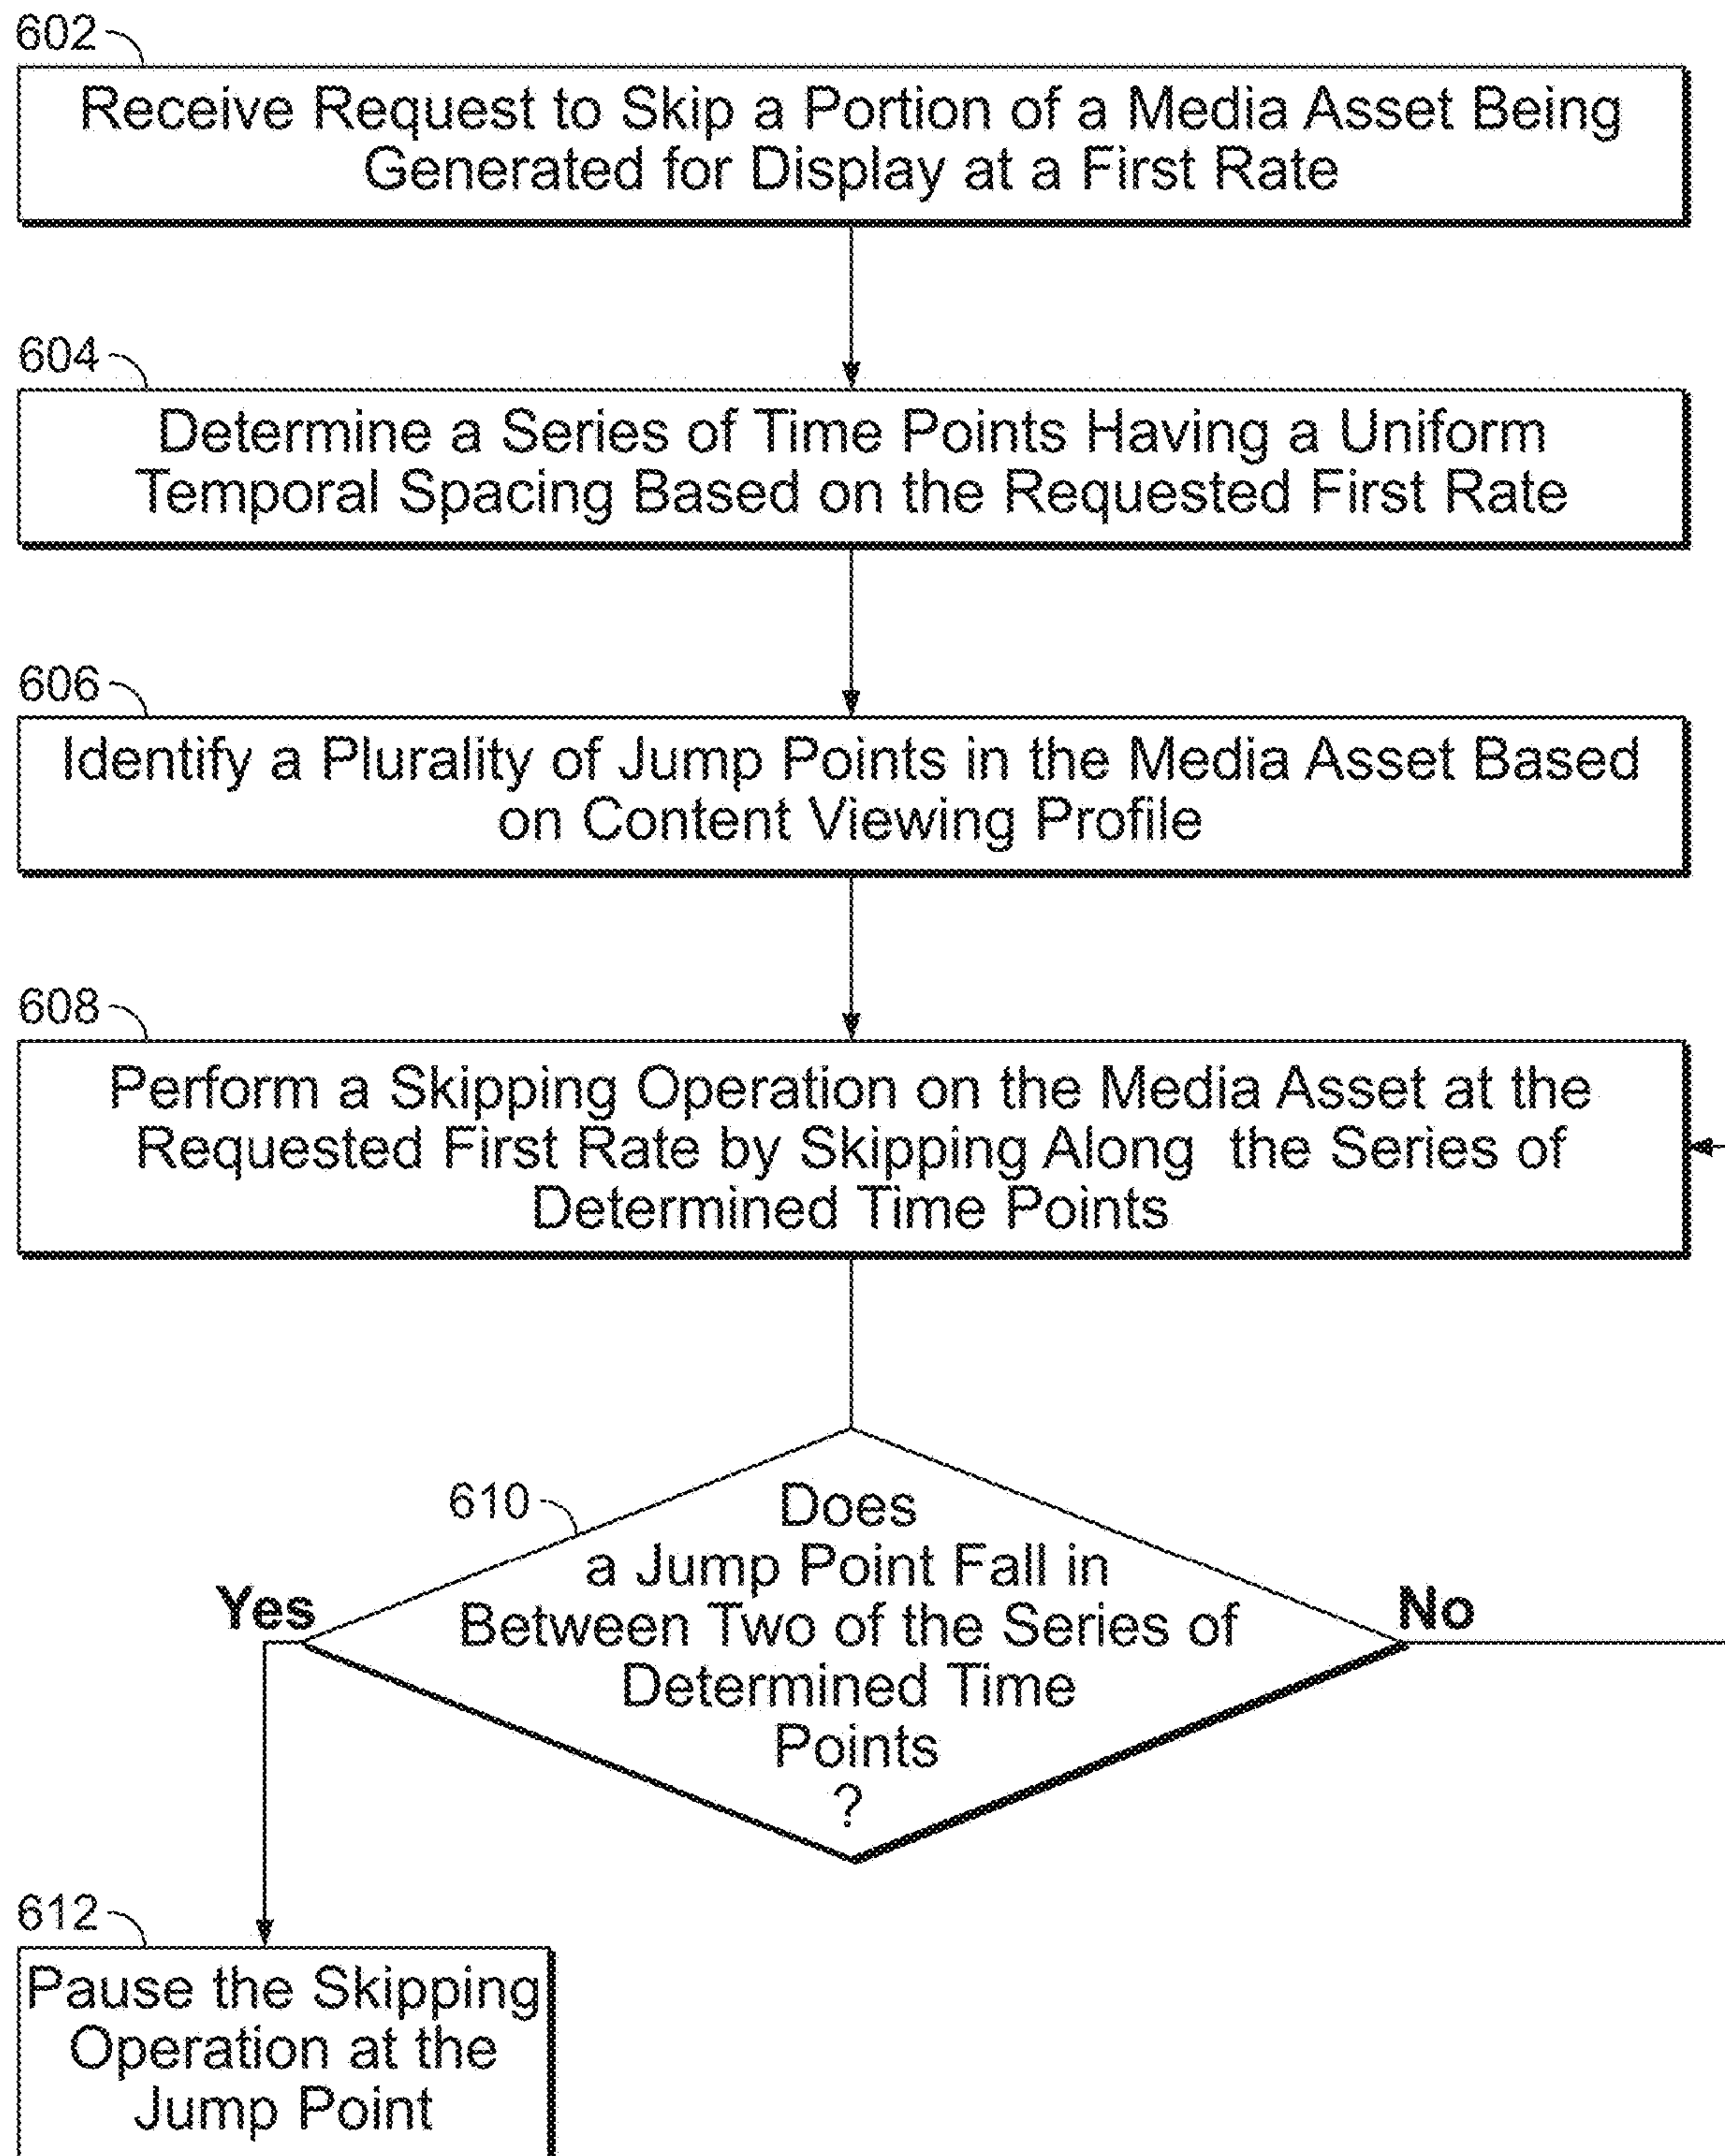 602
Receive Request to Skip a Portion of a Media Asset Being
Generated for Display at a First Rate
604
Determine a Series of Time Points Having a Uniform
Temporal Spacing Based on the Requested First Rate
606
Identify a Plurality of Jump Points in the Media Asset Based
on Content Viewing Profile
608
Perform a Skipping Operation on the Media Asset at the
Requested First Rate by Skipping Along the Series of
Determined Time Points
610
Does
a Jump Point Fall in
Between Two of the Series of
Determined Time
Points
?
Yes
No
612
Pause the Skipping
Operation at the
Jump Point